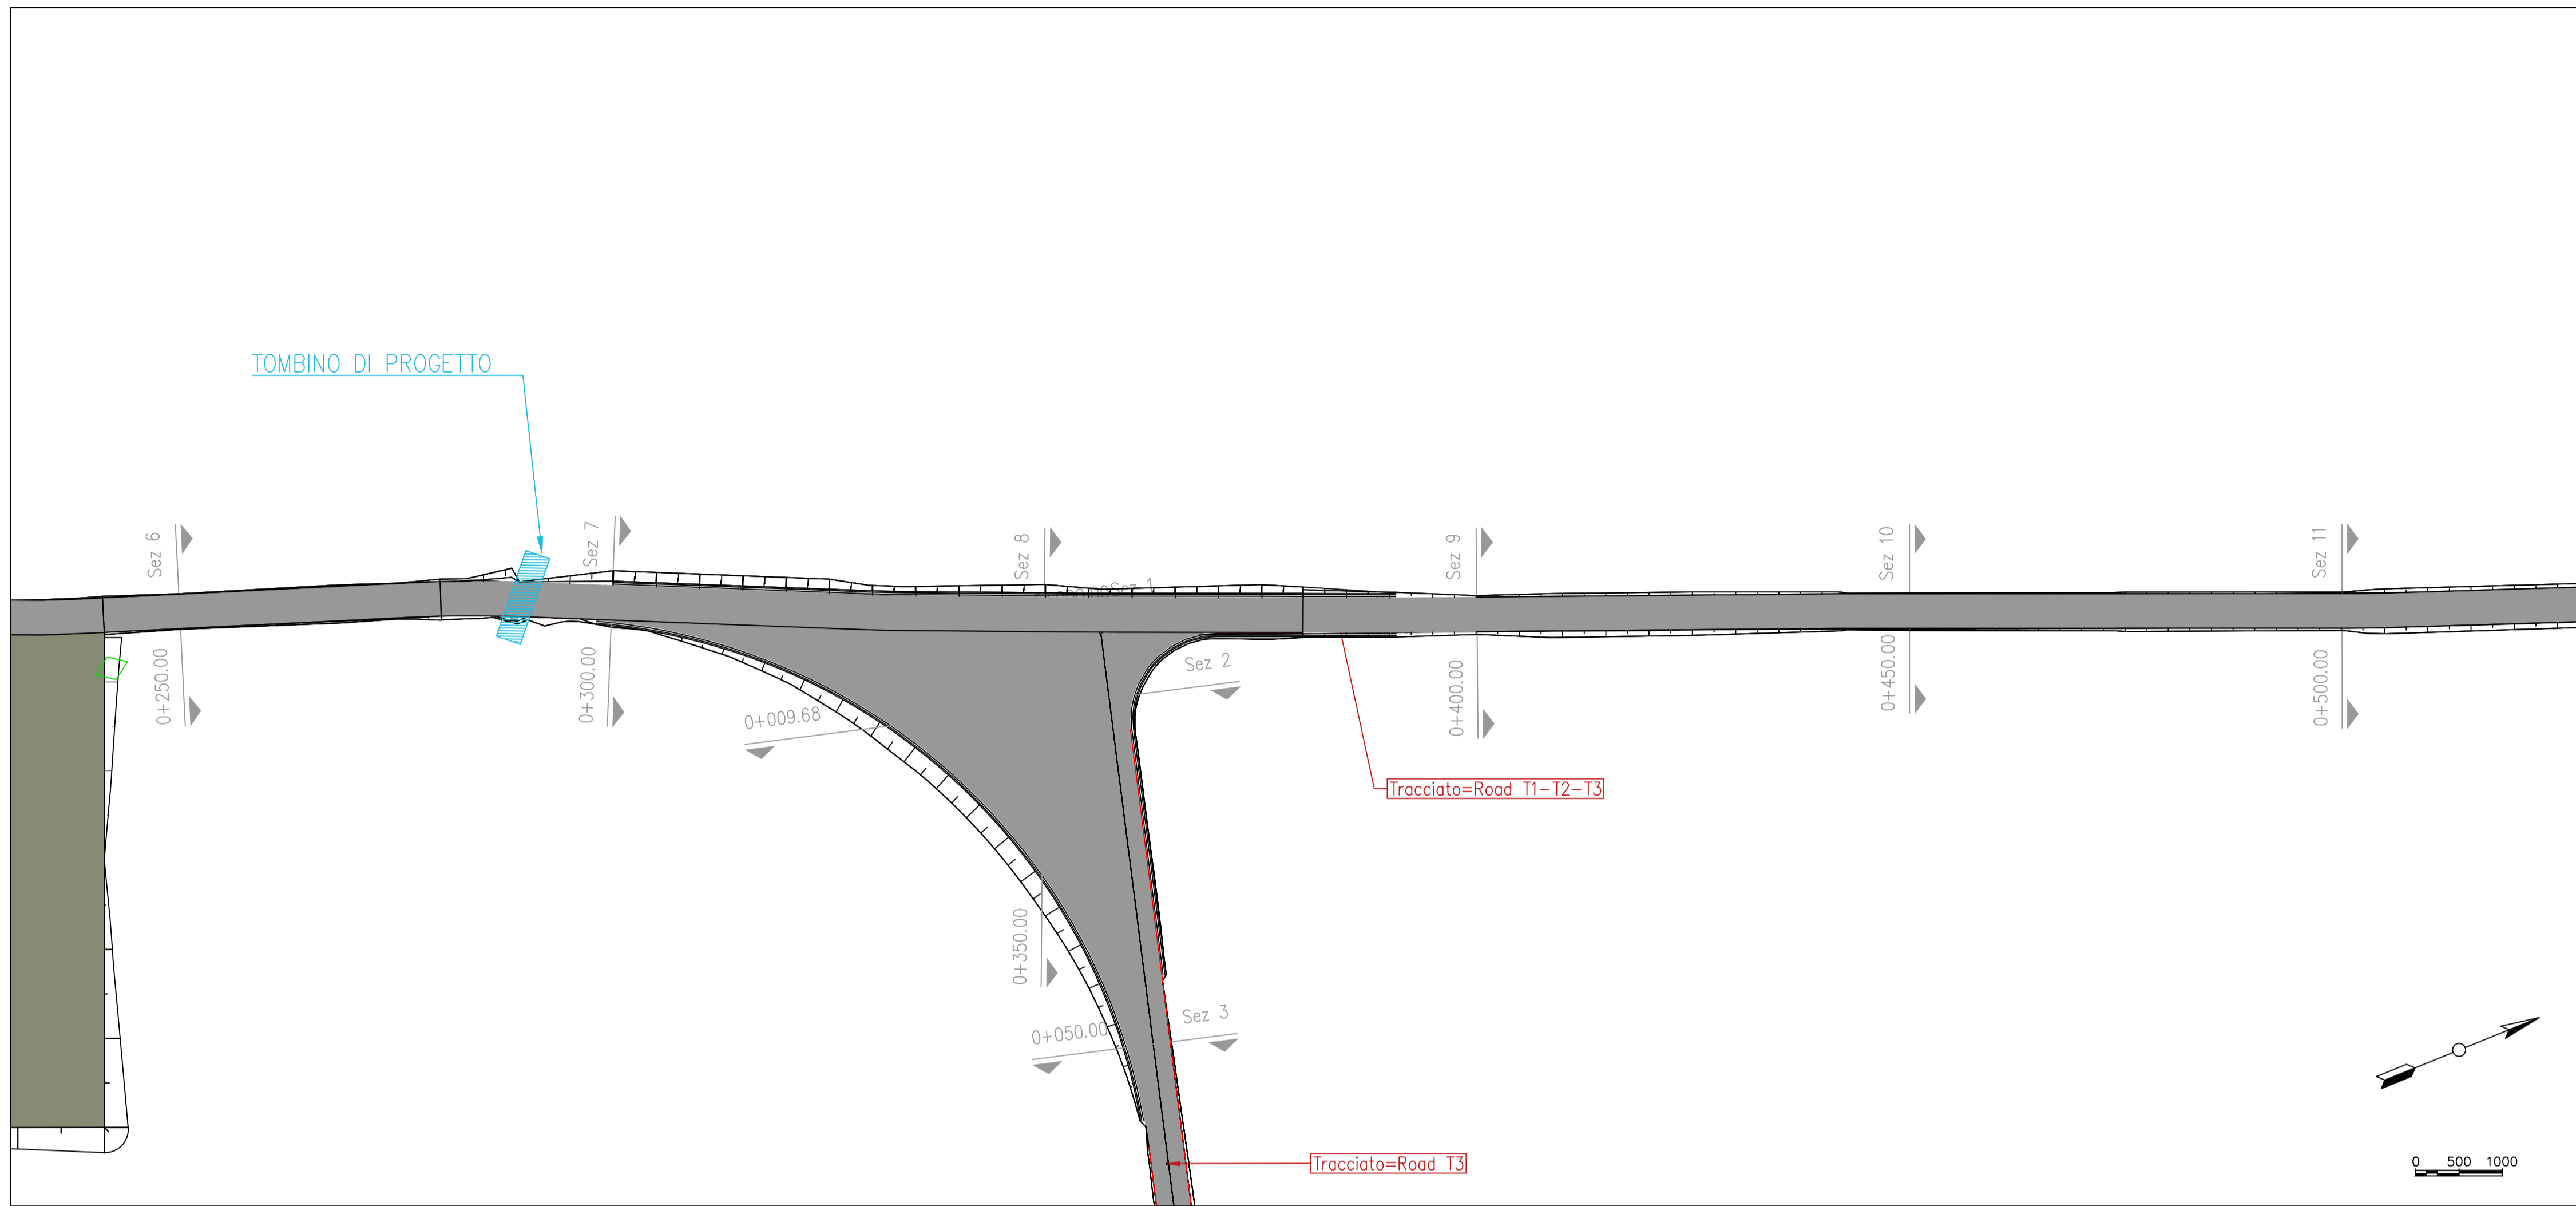 TOMBINO DI PROGETTO
Sez 6
Sez 7
Sez 8
Sez 1
Sez 9
Sez 10
Sez 11
0+250.00
0+300.00
0+009.68
Sez 2
0+400.00
0+450.00
0+500.00
Tracciato=Road T1-T2-T3
0+350.00
0+050.00
Sez 3
Tracciato=Road T3
0 500 1000